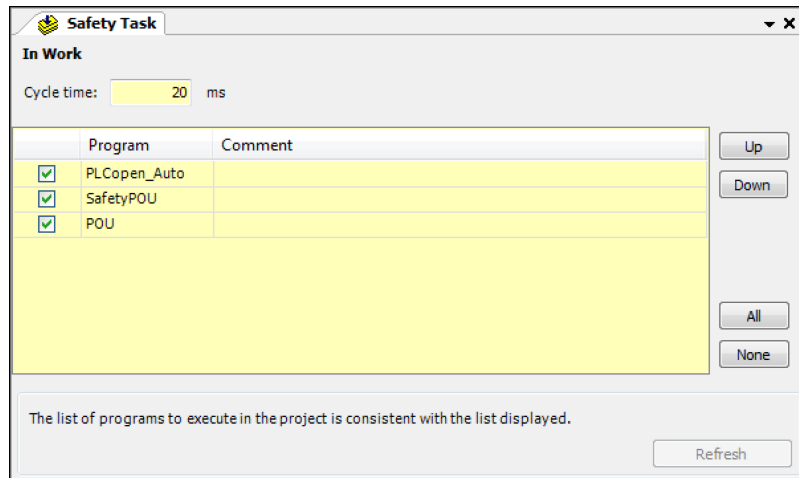 Safety Task
In Work
Cycle time: 20 ms
Program Comment
PLCopen_Auto
SafetyPOU
POU
Up
Down
All
None
The list of programs to execute in the project is consistent with the list displayed.
Refresh